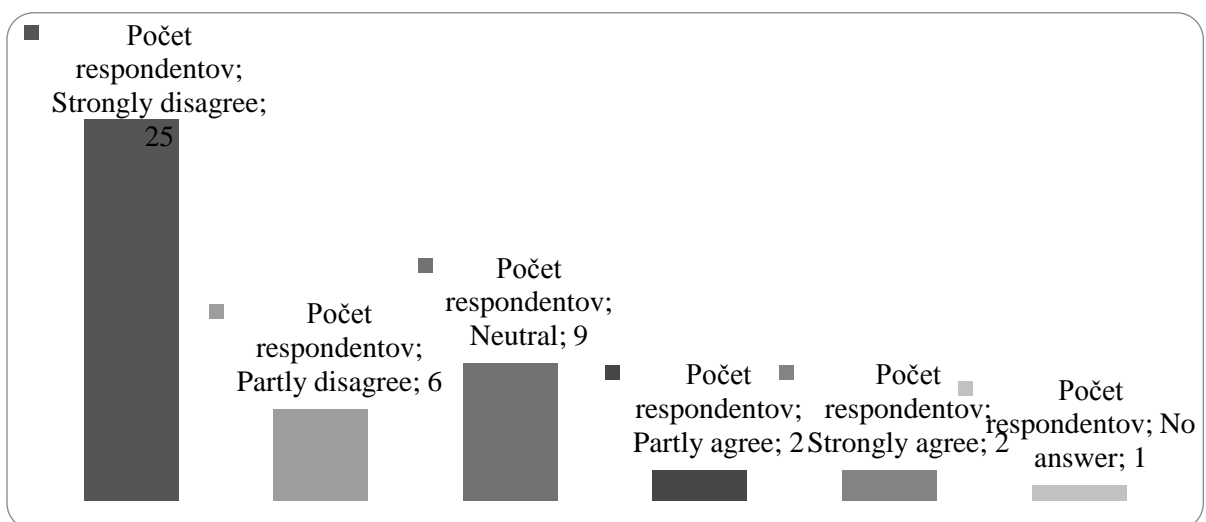 Počet
respondentov;
Strongly disagree;
25
Počet
respondentov;
Partly disagree; 6
Počet
respondentov;
Neutral; 9
Počet
respondentov;
Partly agree; 2
Počet
respondentov;
Strongly agree; 2
Počet
respondentov; No
answer; 1